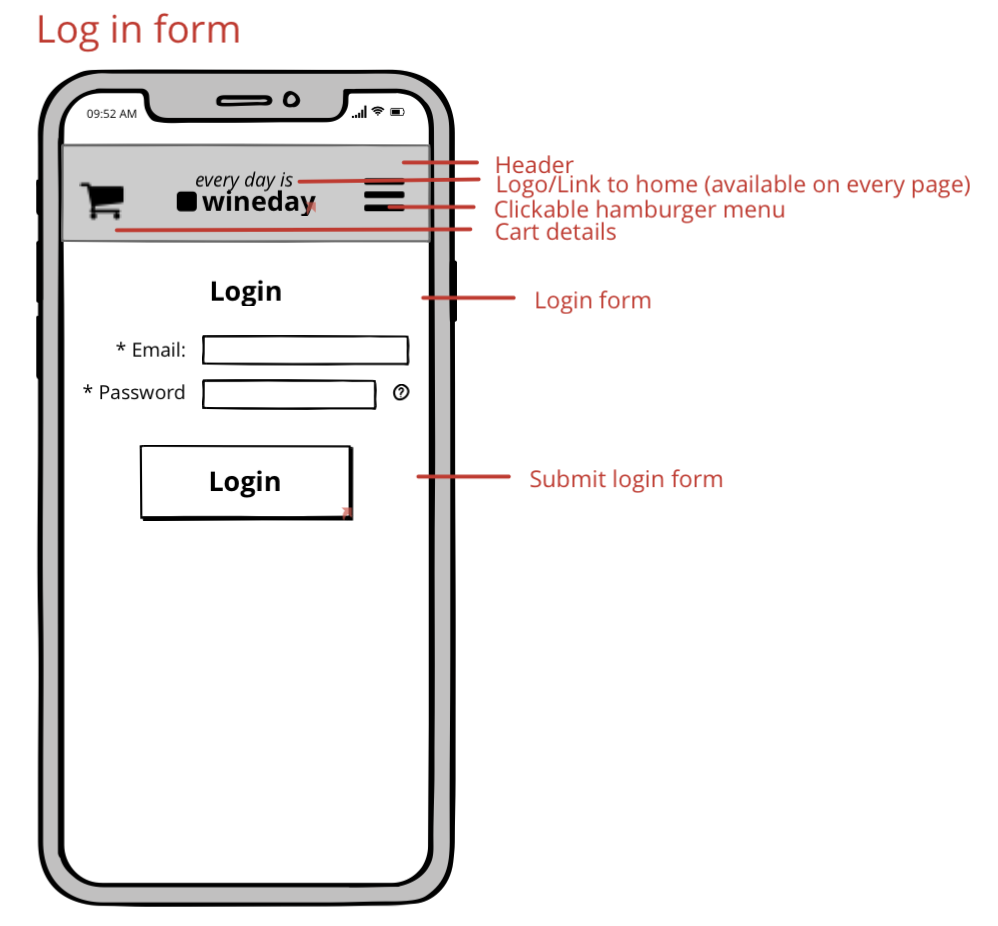 Log in form
09:52 AM
Header
every day is
Logo/Link to home (available on every page)
wineday
Clickable hamburger menu
Cart details
Login
Login form
* Email:
* Password
?
Login
Submit login form